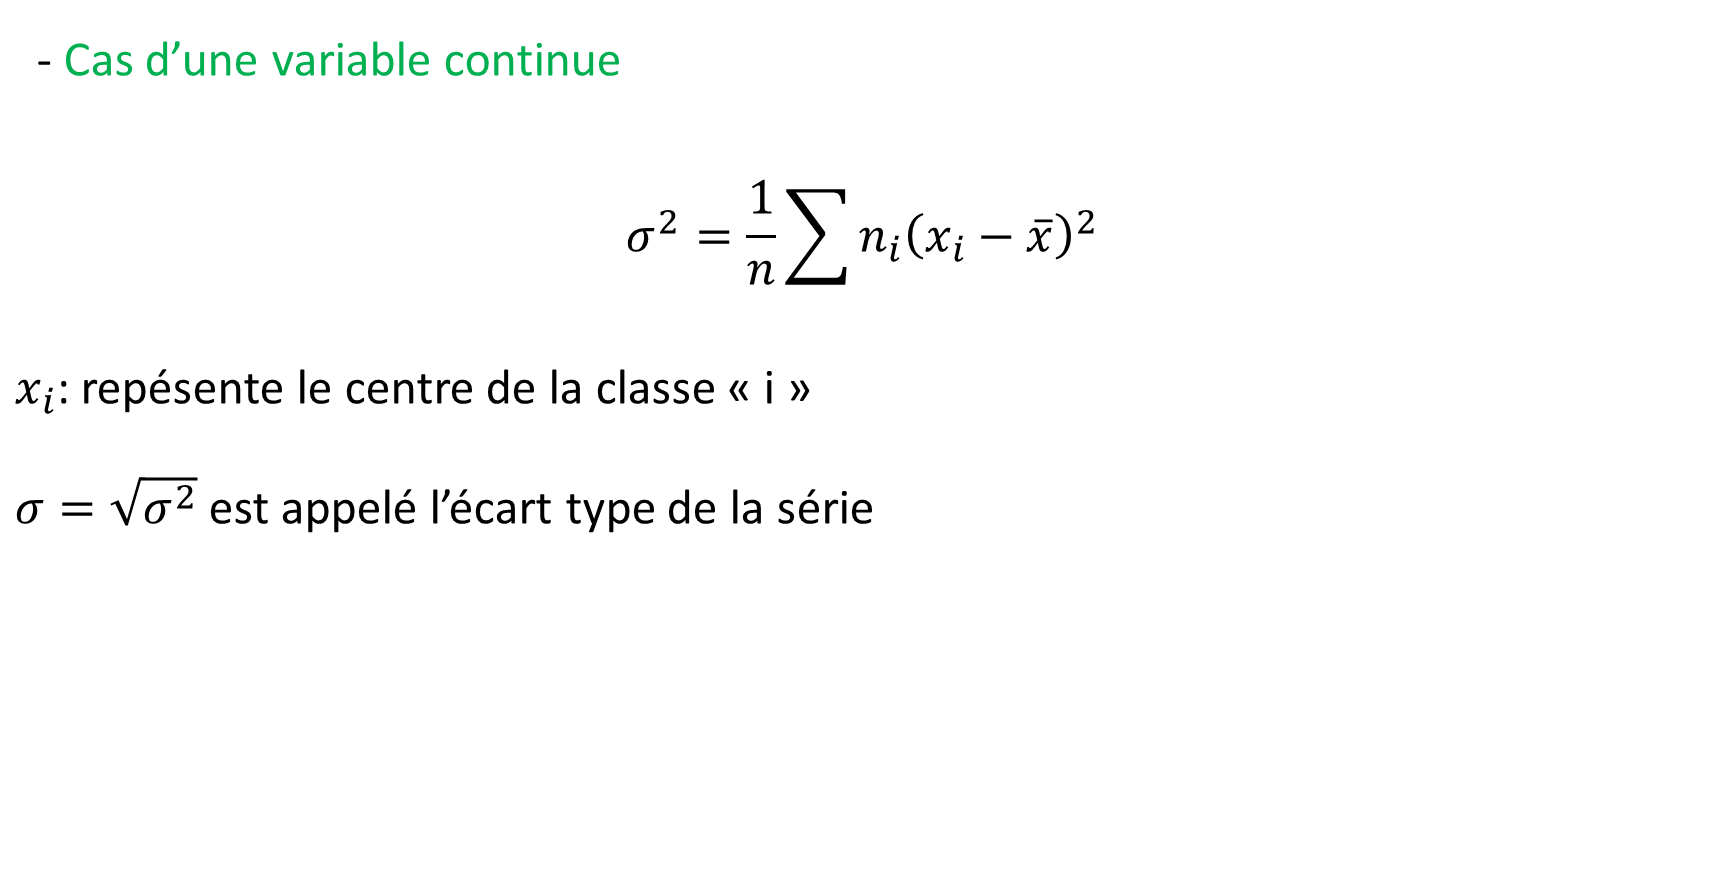 - Cas d’une variable continue
σ² = 1/n ∑ nᵢ(xᵢ − x̄)²
xᵢ: repésente le centre de la classe « i »
σ = √σ² est appelé l’écart type de la série